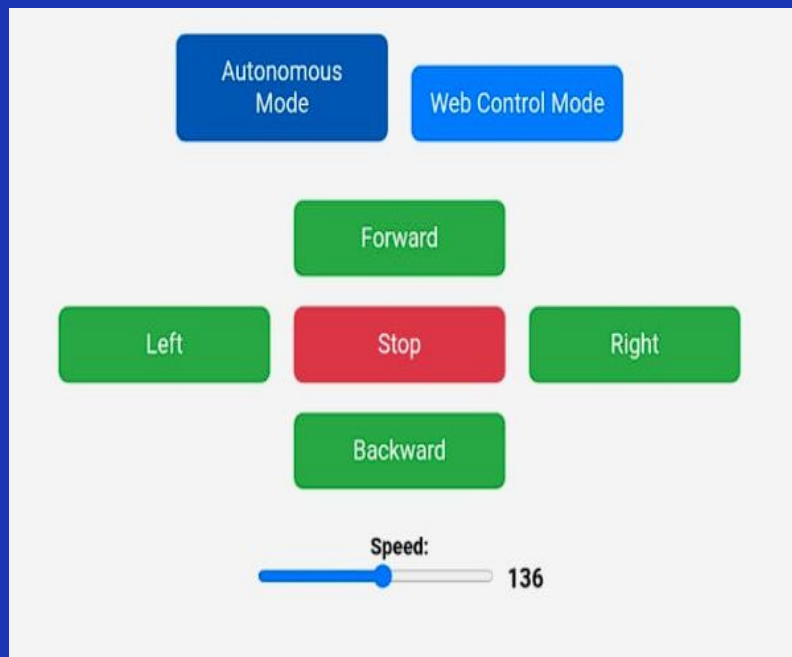 Autonomous
Mode
Web Control Mode
Forward
Left
Stop
Right
Backward
Speed:
136